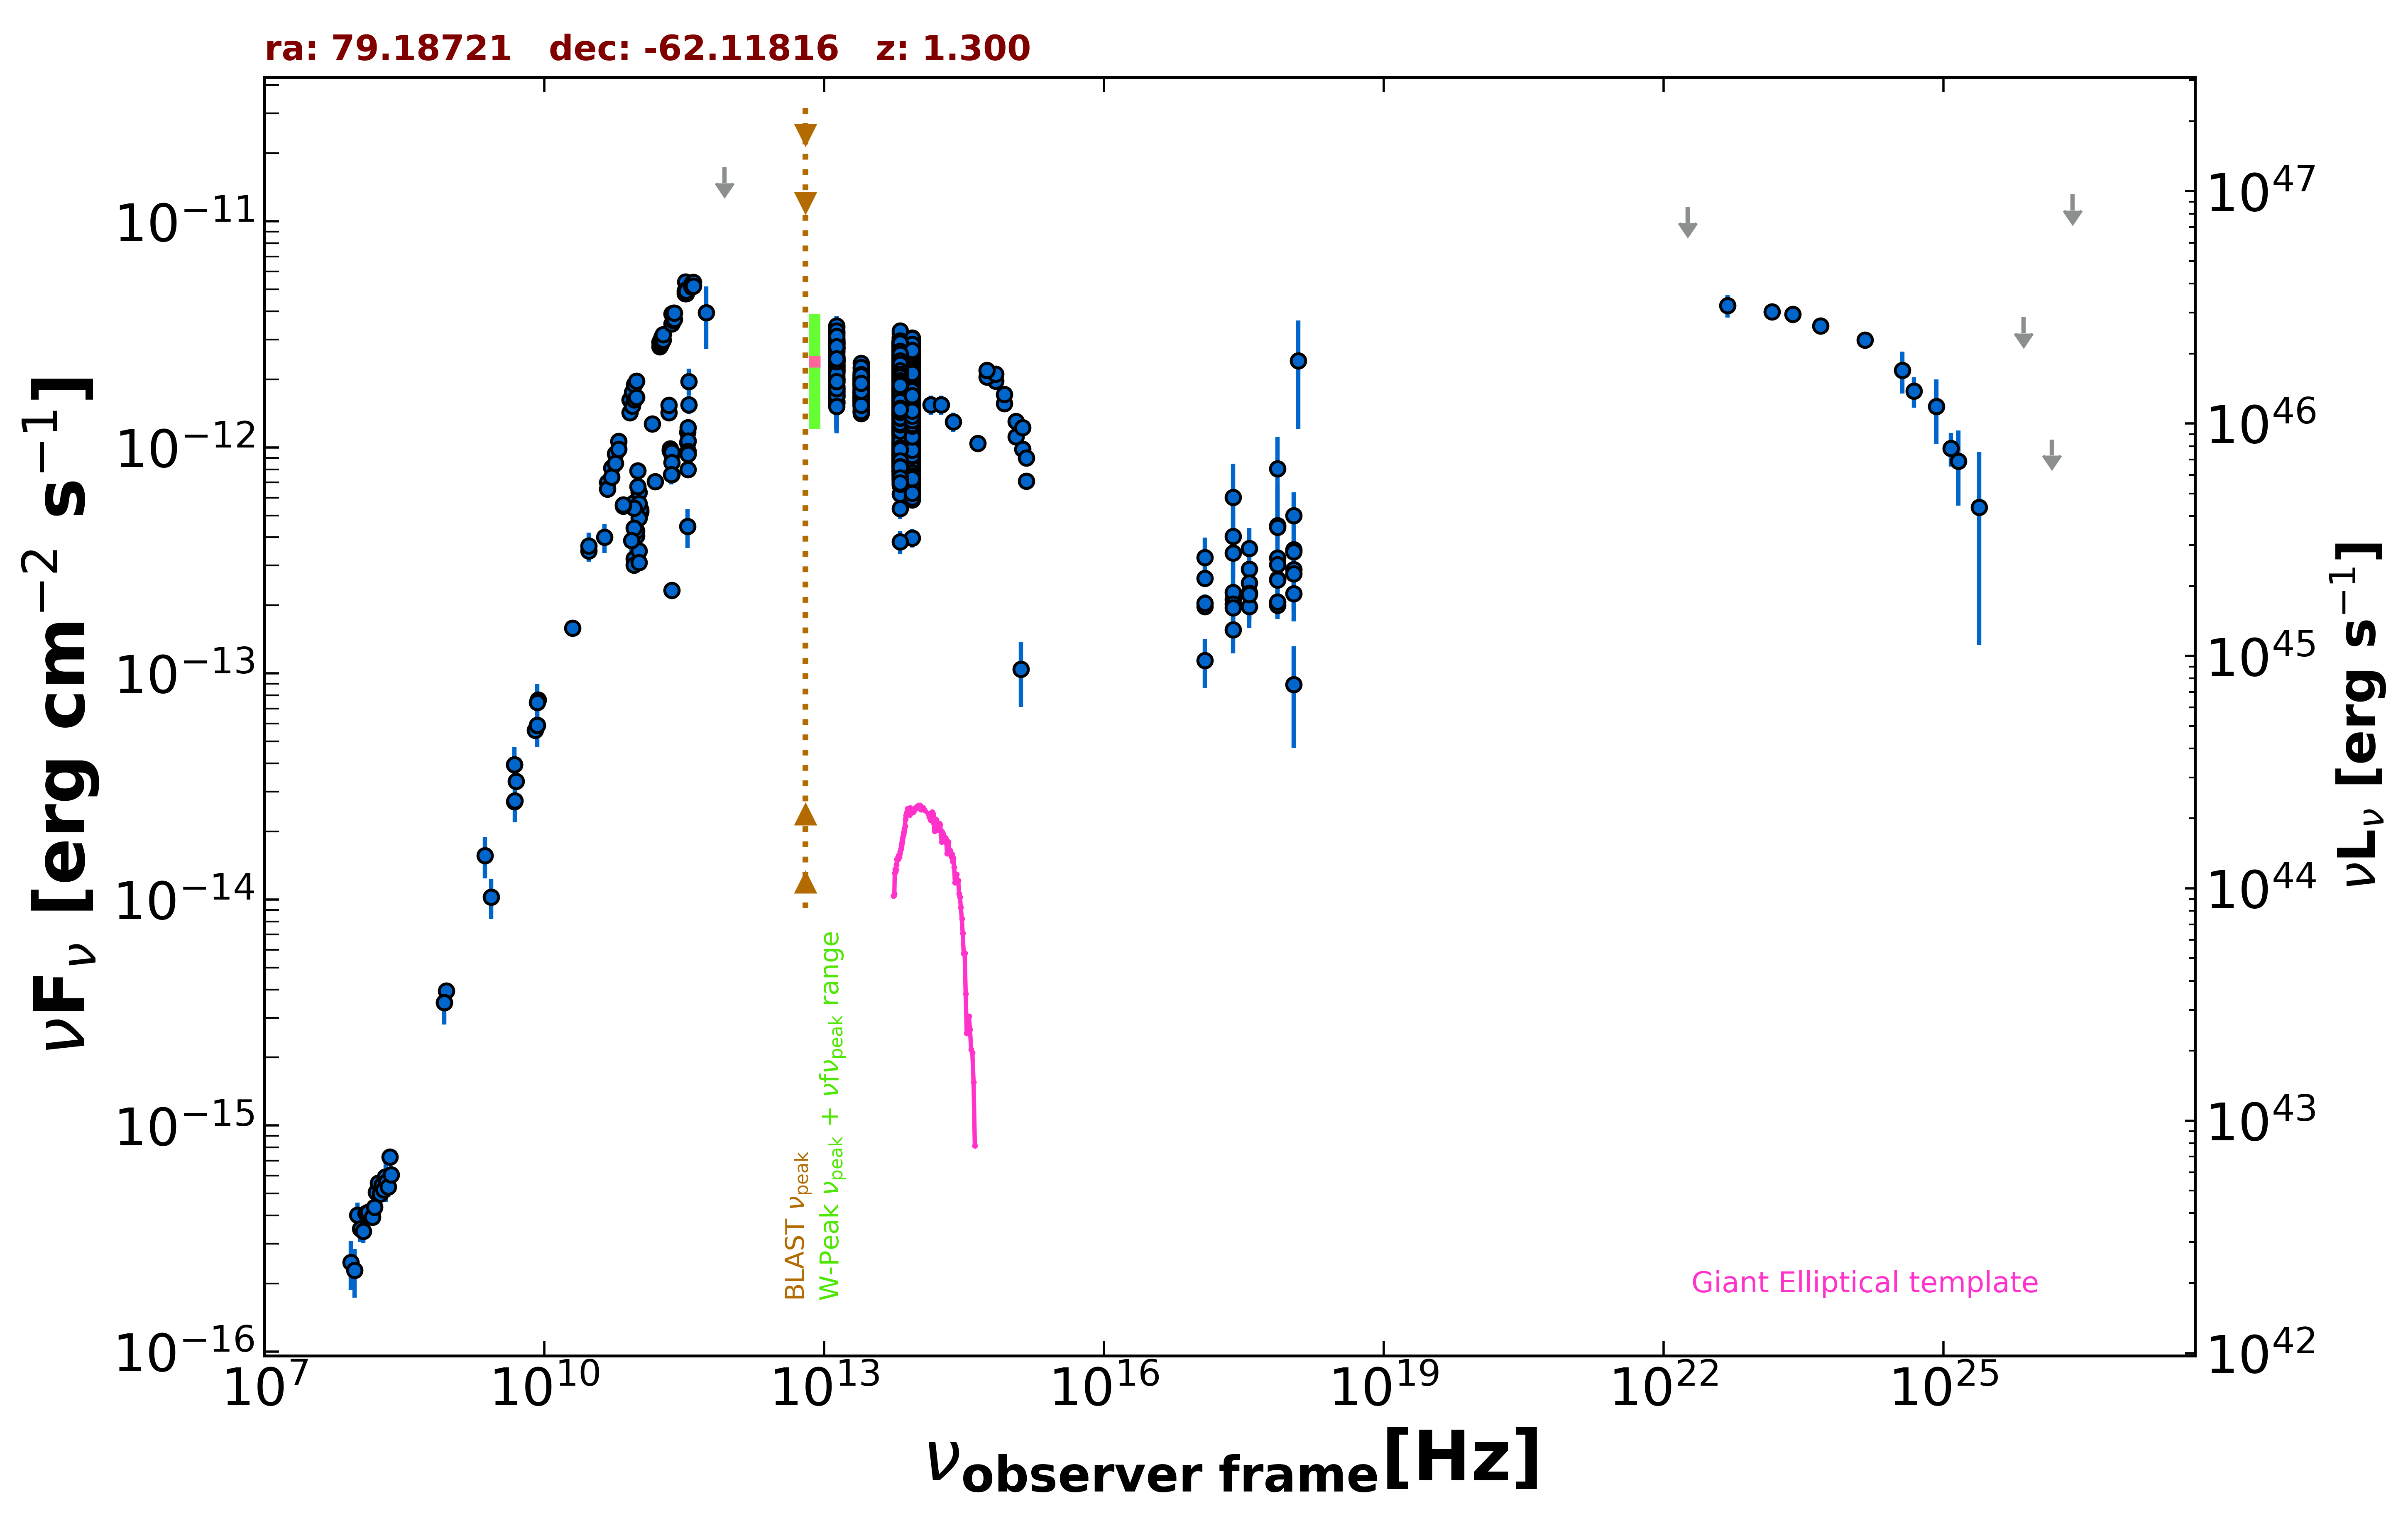 ra: 79.18721 dec: -62.11816 z: 1.300
νF_ν [erg cm^−2 s^−1]
10^−11
10^−12
10^−13
10^−14
10^−15
10^−16
10^47
10^46
10^45
10^44
10^43
10^42
νL_ν [erg s^−1]
BLAST ν_peak
W-Peak ν_peak + νfν_peak range
Giant Elliptical template
10^7 10^10 10^13 10^16 10^19 10^22 10^25
ν_observer frame[Hz]